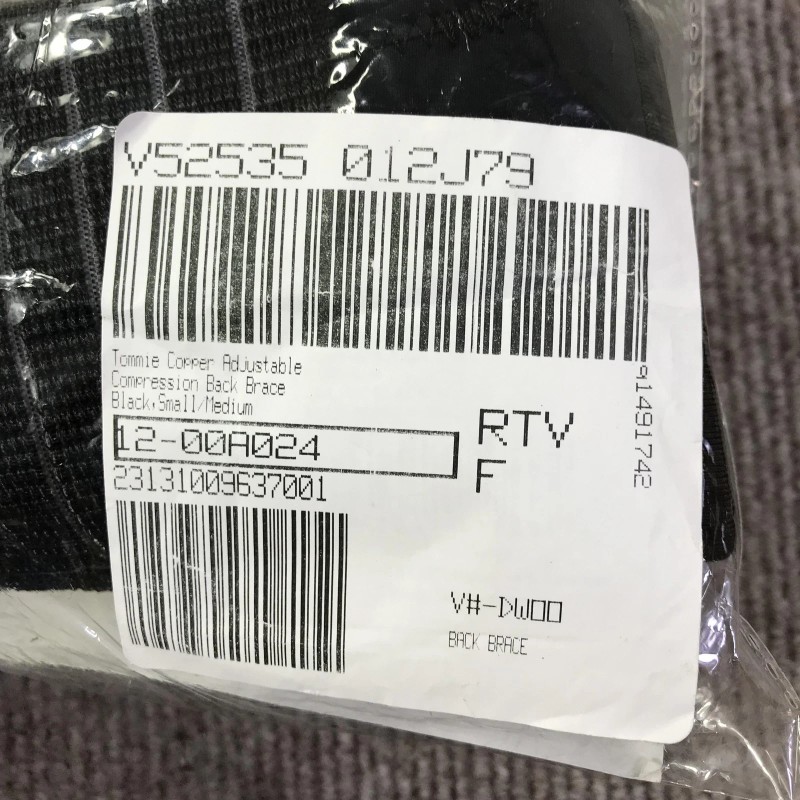 V52535 012J79
Tommie Copper Adjustable
Compression Back Brace
Black,Small/Medium
12-00A024
23131009637001
RTV
F
91491742
V#-DW00
BACK BRACE